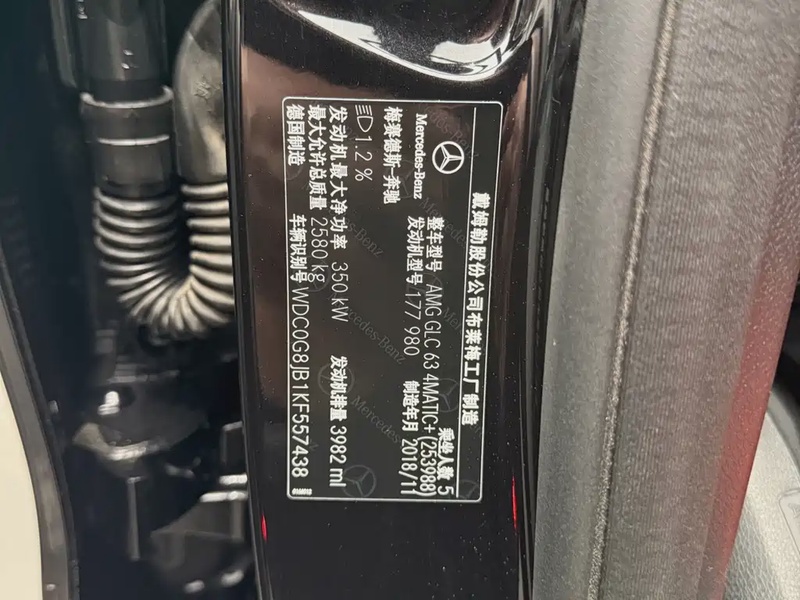 戴姆勒股份公司布莱梅工厂制造
Mercedes-Benz
梅赛德斯-奔驰
整车型号 AMG GLC 63 4MATIC+ (253988)
发动机型号 177 980
乘坐人数 5
制造年月 2018/11
1.2 %
发动机最大净功率 350 kW
发动机排量 3982 ml
最大允许总质量 2580 kg
德国制造
车辆识别号 WDC0G8JB1KF557438